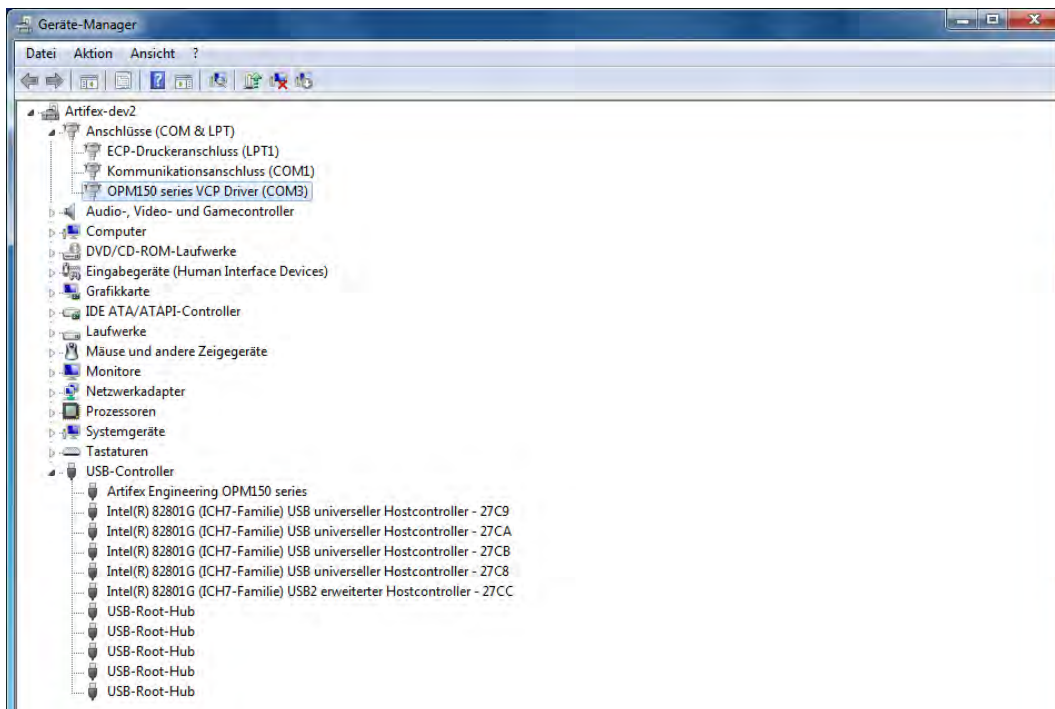 Geräte-Manager
Datei Aktion Ansicht ?
Artifex-dev2
Anschlüsse (COM & LPT)
ECP-Druckeranschluss (LPT1)
Kommunikationsanschluss (COM1)
OPM150 series VCP Driver (COM3)
Audio-, Video- und Gamecontroller
Computer
DVD/CD-ROM-Laufwerke
Eingabegeräte (Human Interface Devices)
Grafikkarte
IDE ATA/ATAPI-Controller
Laufwerke
Mäuse und andere Zeigegeräte
Monitore
Netzwerkadapter
Prozessoren
Systemgeräte
Tastaturen
USB-Controller
Artifex Engineering OPM150 series
Intel(R) 82801G (ICH7-Familie) USB universeller Hostcontroller - 27C9
Intel(R) 82801G (ICH7-Familie) USB universeller Hostcontroller - 27CA
Intel(R) 82801G (ICH7-Familie) USB universeller Hostcontroller - 27CB
Intel(R) 82801G (ICH7-Familie) USB universeller Hostcontroller - 27C8
Intel(R) 82801G (ICH7-Familie) USB2 erweiterter Hostcontroller - 27CC
USB-Root-Hub
USB-Root-Hub
USB-Root-Hub
USB-Root-Hub
USB-Root-Hub